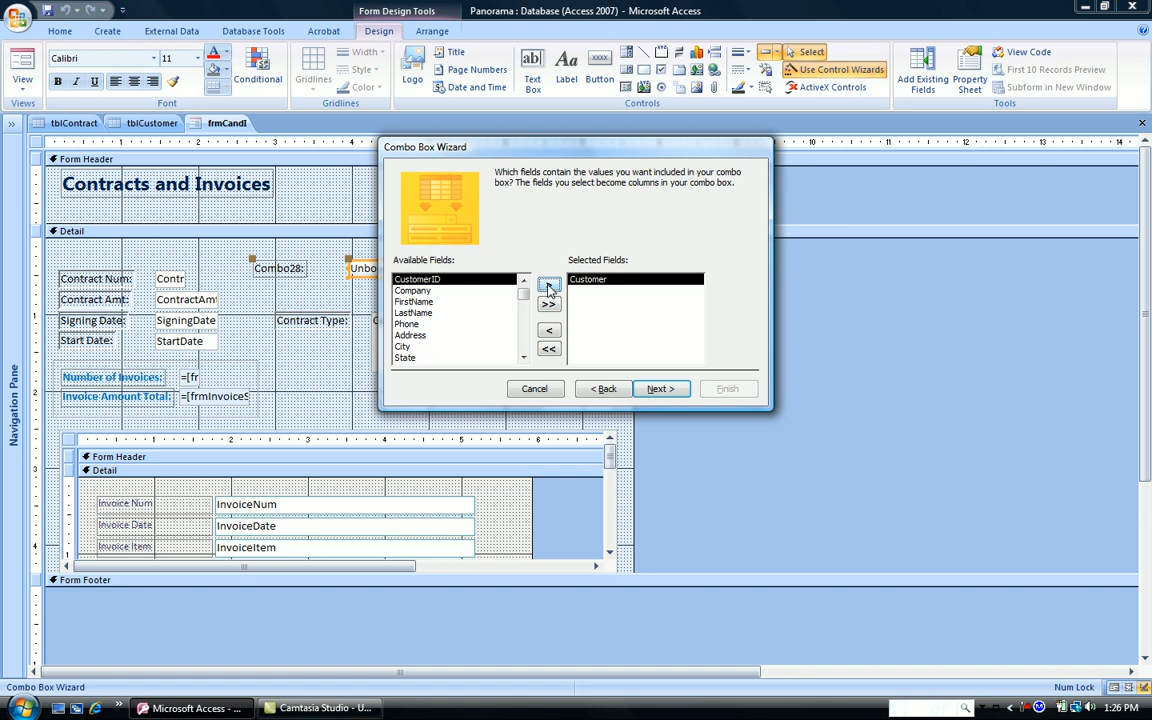 Form Design Tools
Panorama : Database (Access 2007) - Microsoft Access
Home Create External Data Database Tools Acrobat Design Arrange
View
Views
Calibri 11
B I U
Font
Conditional
Gridlines
Width
Style
Color
Gridlines
Logo
Title
Page Numbers
Date and Time
Text Box
Label
Button
Controls
Select
Use Control Wizards
ActiveX Controls
Add Existing Fields
Property Sheet
View Code
First 10 Records Preview
Subform in New Window
Tools
tblContract tblCustomer frmCandI
Form Header
Contracts and Invoices
Detail
Combo28: Unbo
Contract Num: Contr
Contract Amt: ContractAmt
Signing Date: SigningDate Contract Type: C
Start Date: StartDate
Number of Invoices: =[fr
Invoice Amount Total: =[frmInvoiceS
Form Header
Detail
Invoice Num InvoiceNum
Invoice Date InvoiceDate
Invoice Item InvoiceItem
Form Footer
Navigation Pane
Combo Box Wizard
Which fields contain the values you want included in your combo
box? The fields you select become columns in your combo box.
Available Fields:
CustomerID
Company
FirstName
LastName
Phone
Address
City
State
>
>>
<
<<
Selected Fields:
Customer
Cancel < Back Next > Finish
Combo Box Wizard Num Lock
Microsoft Access - ... Camtasia Studio - U... 1:26 PM